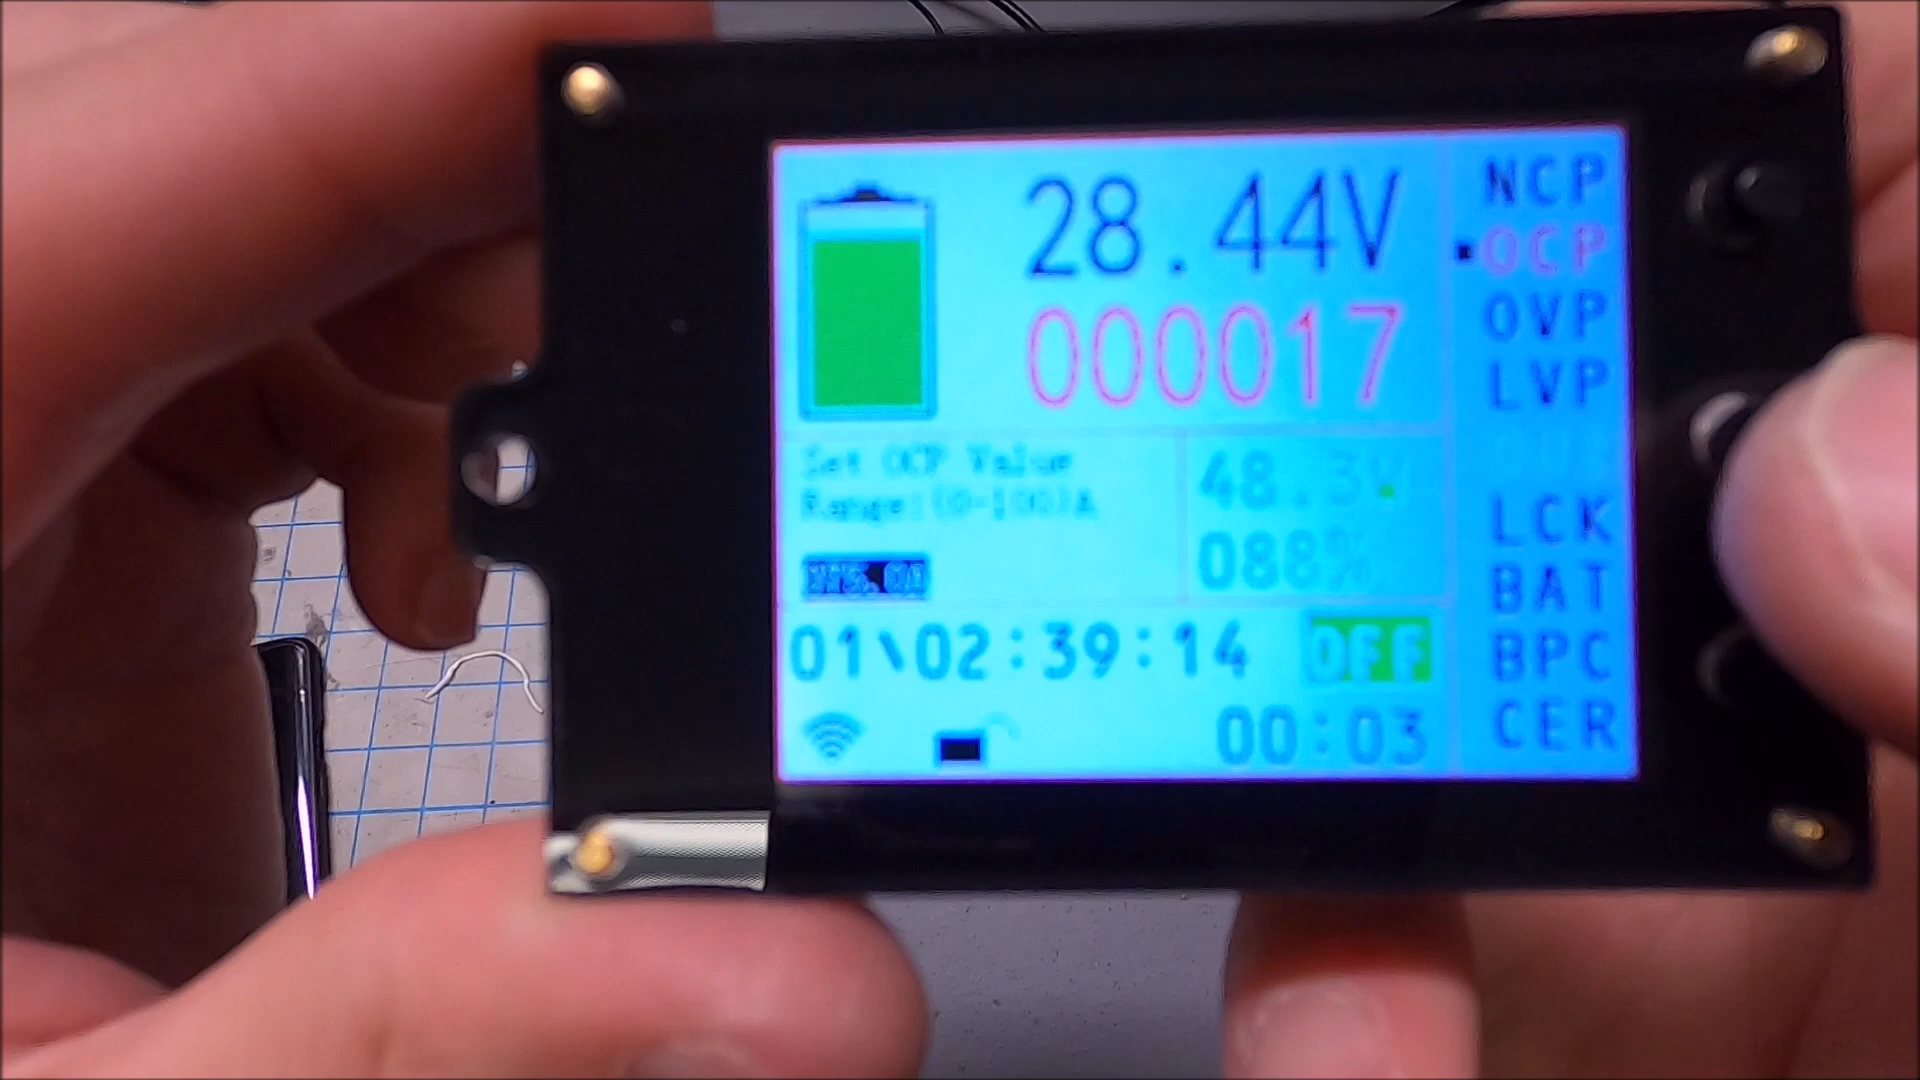 28.44V
000017
NCP
OCP
OVP
LVP
Set OCP Value
Range:(0-100)A
48.3
088%
LCK
BAT
BPC
CER
01\02:39:14
OFF
00:03